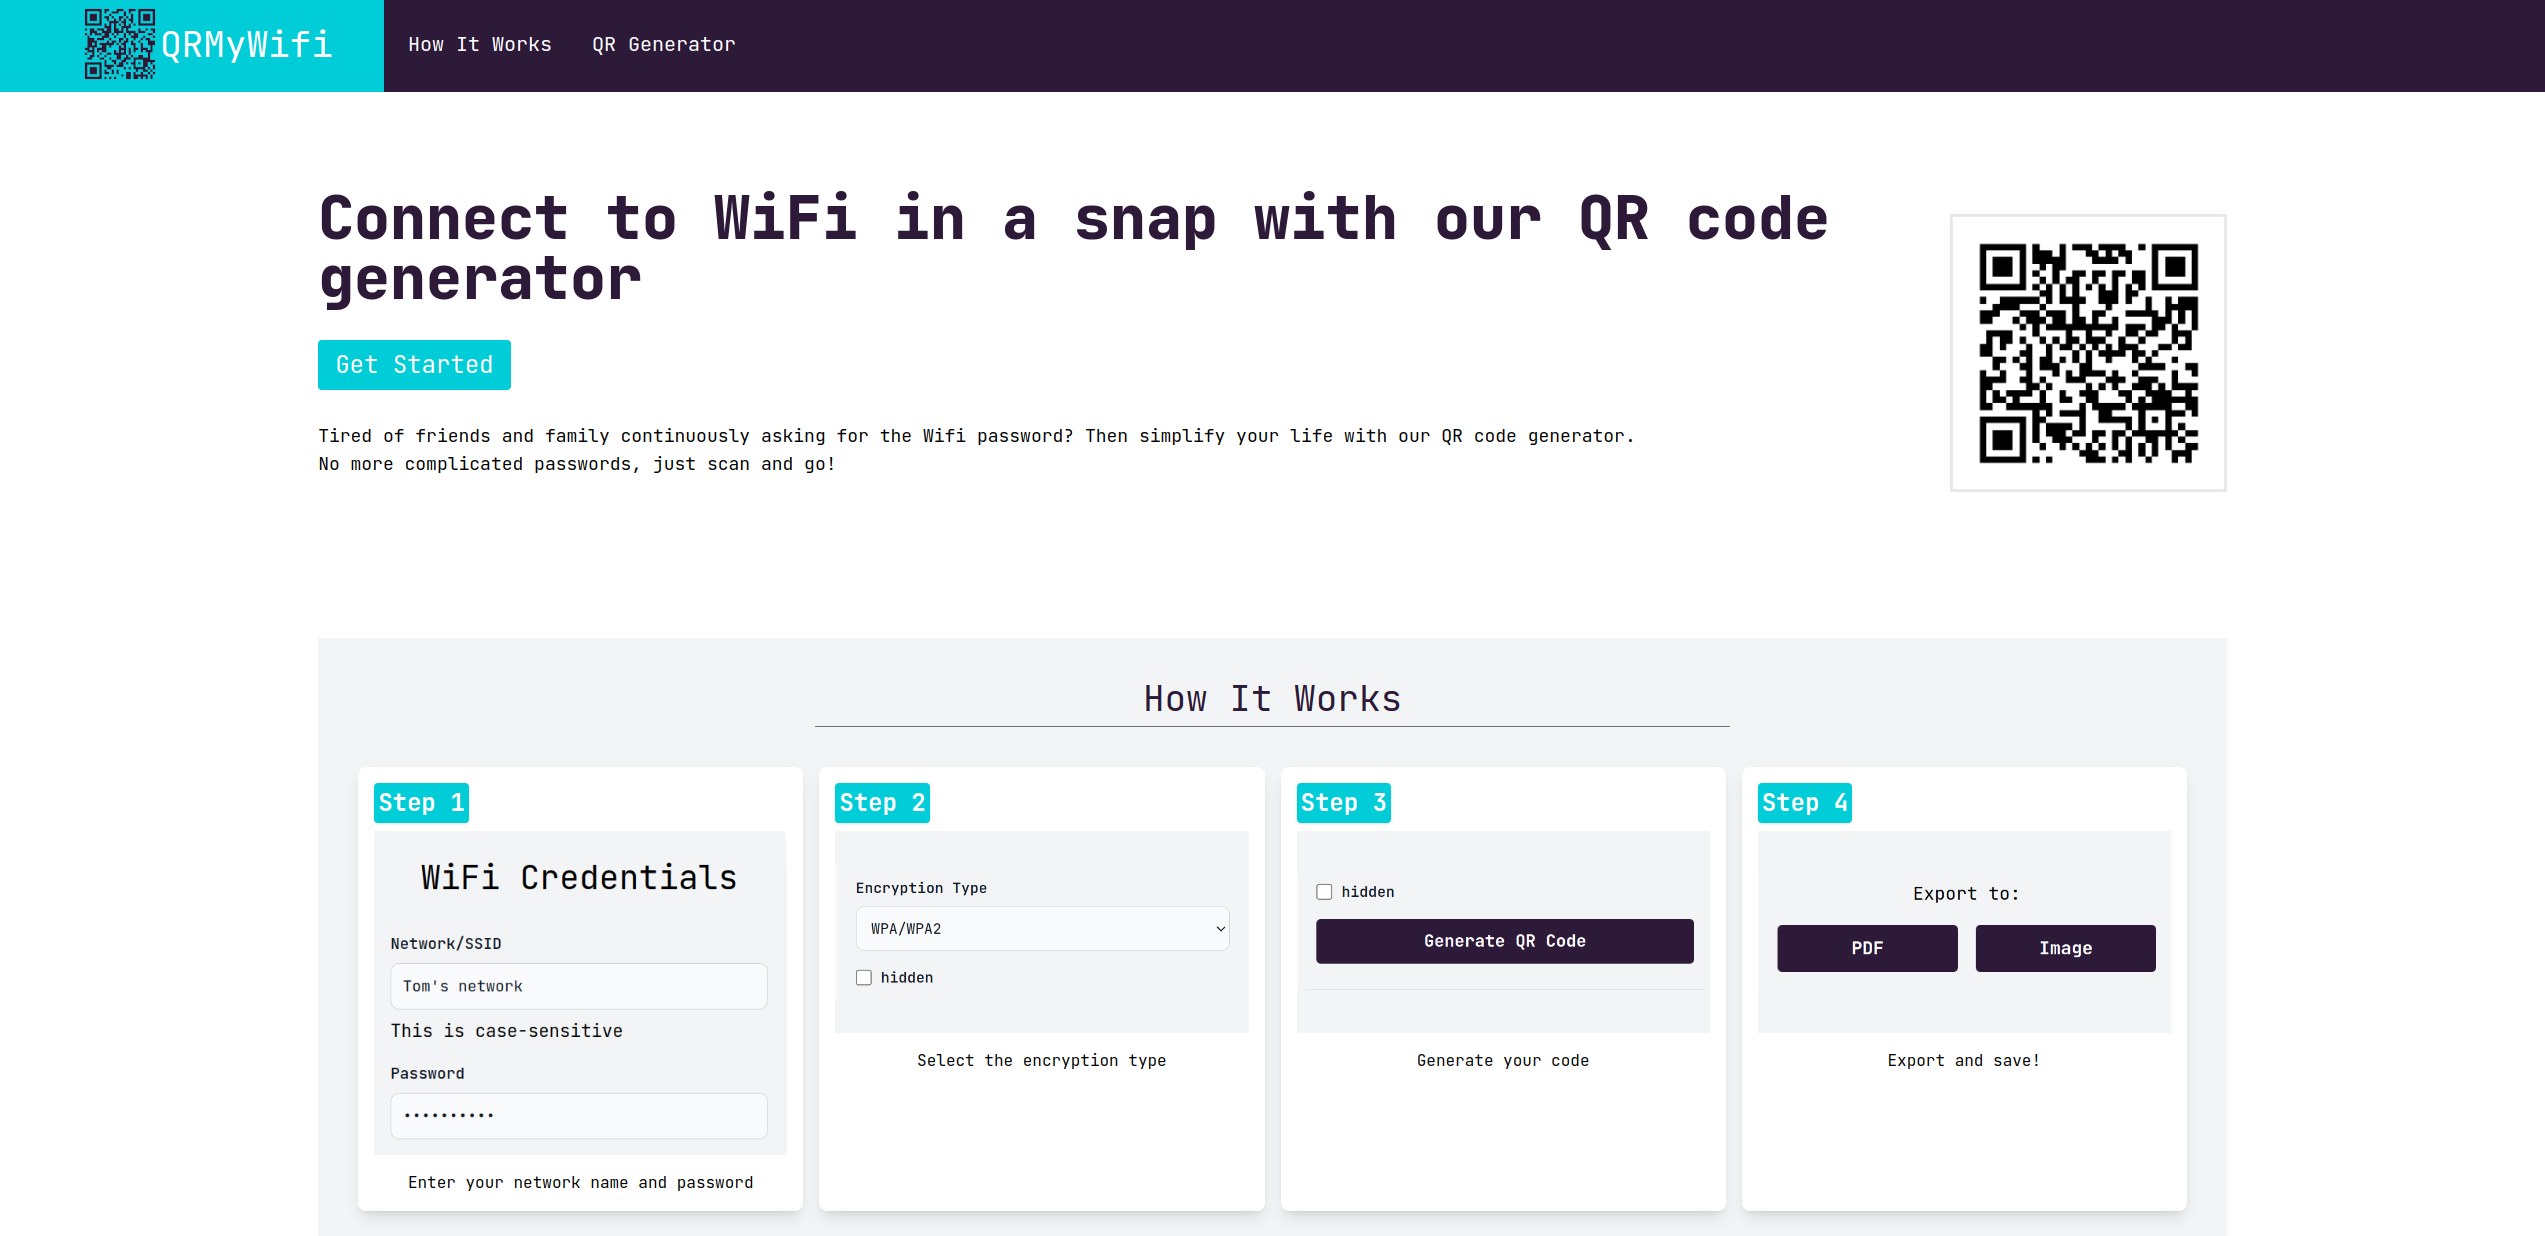 QRMyWifi
How It Works
QR Generator
Connect to WiFi in a snap with our QR code
generator
Get Started
Tired of friends and family continuously asking for the Wifi password? Then simplify your life with our QR code generator.
No more complicated passwords, just scan and go!
How It Works
Step 1
WiFi Credentials
Network/SSID
Tom's network
This is case-sensitive
Password
••••••••••
Enter your network name and password
Step 2
Encryption Type
WPA/WPA2
hidden
Select the encryption type
Step 3
hidden
Generate QR Code
Generate your code
Step 4
Export to:
PDF
Image
Export and save!